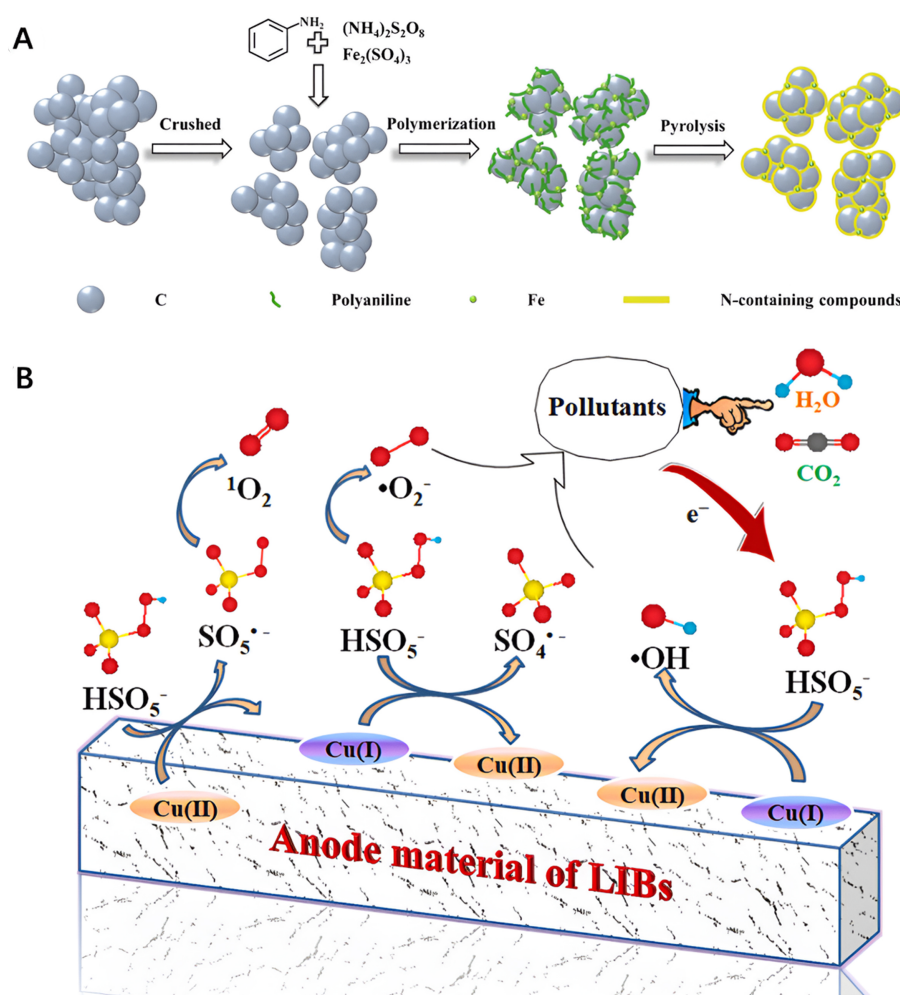 A
NH₂
(NH₄)₂S₂O₈
Fe₂(SO₄)₃
Crushed
Polymerization
Pyrolysis
C
Polyaniline
Fe
N-containing compounds
B
Pollutants
H₂O
CO₂
¹O₂
•O₂⁻
e⁻
SO₅•⁻
HSO₅⁻
SO₄•⁻
•OH
HSO₅⁻
HSO₅⁻
Cu(I)
Cu(II)
Cu(II)
Cu(II)
Cu(I)
Anode material of LIBs